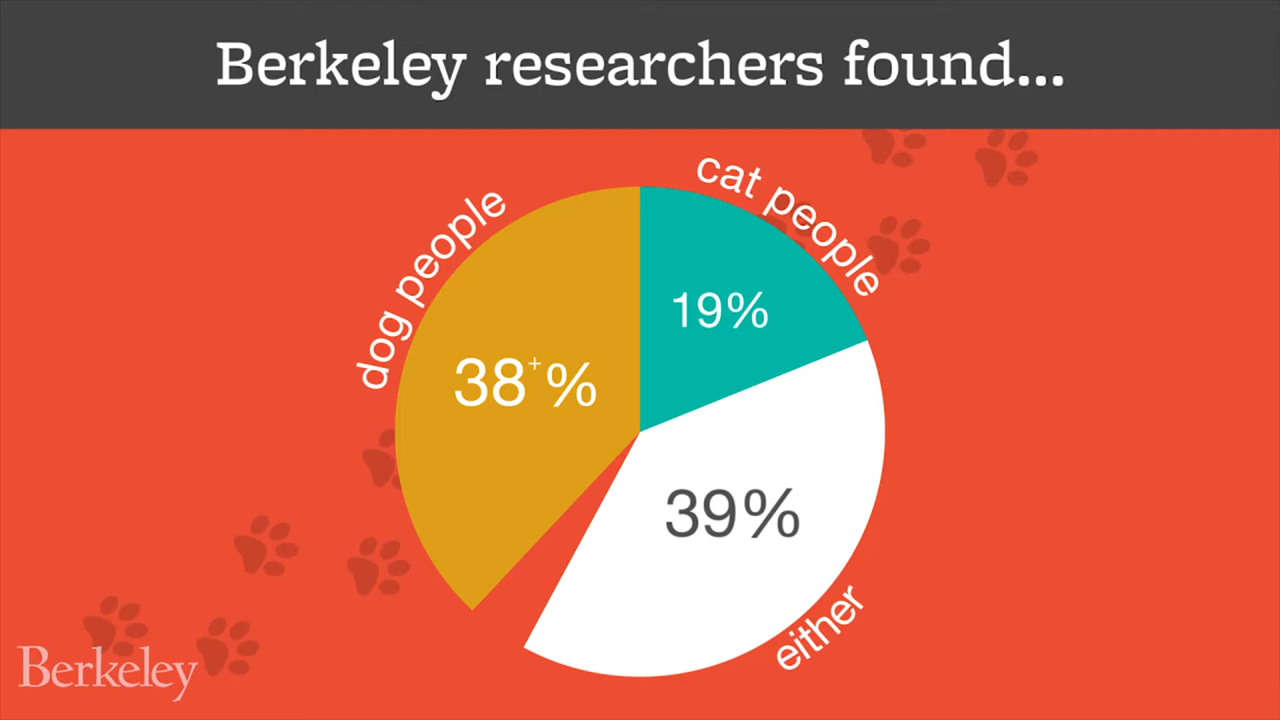 Berkeley researchers found...
cat people
dog people
19%
38+%
39%
either
Berkeley